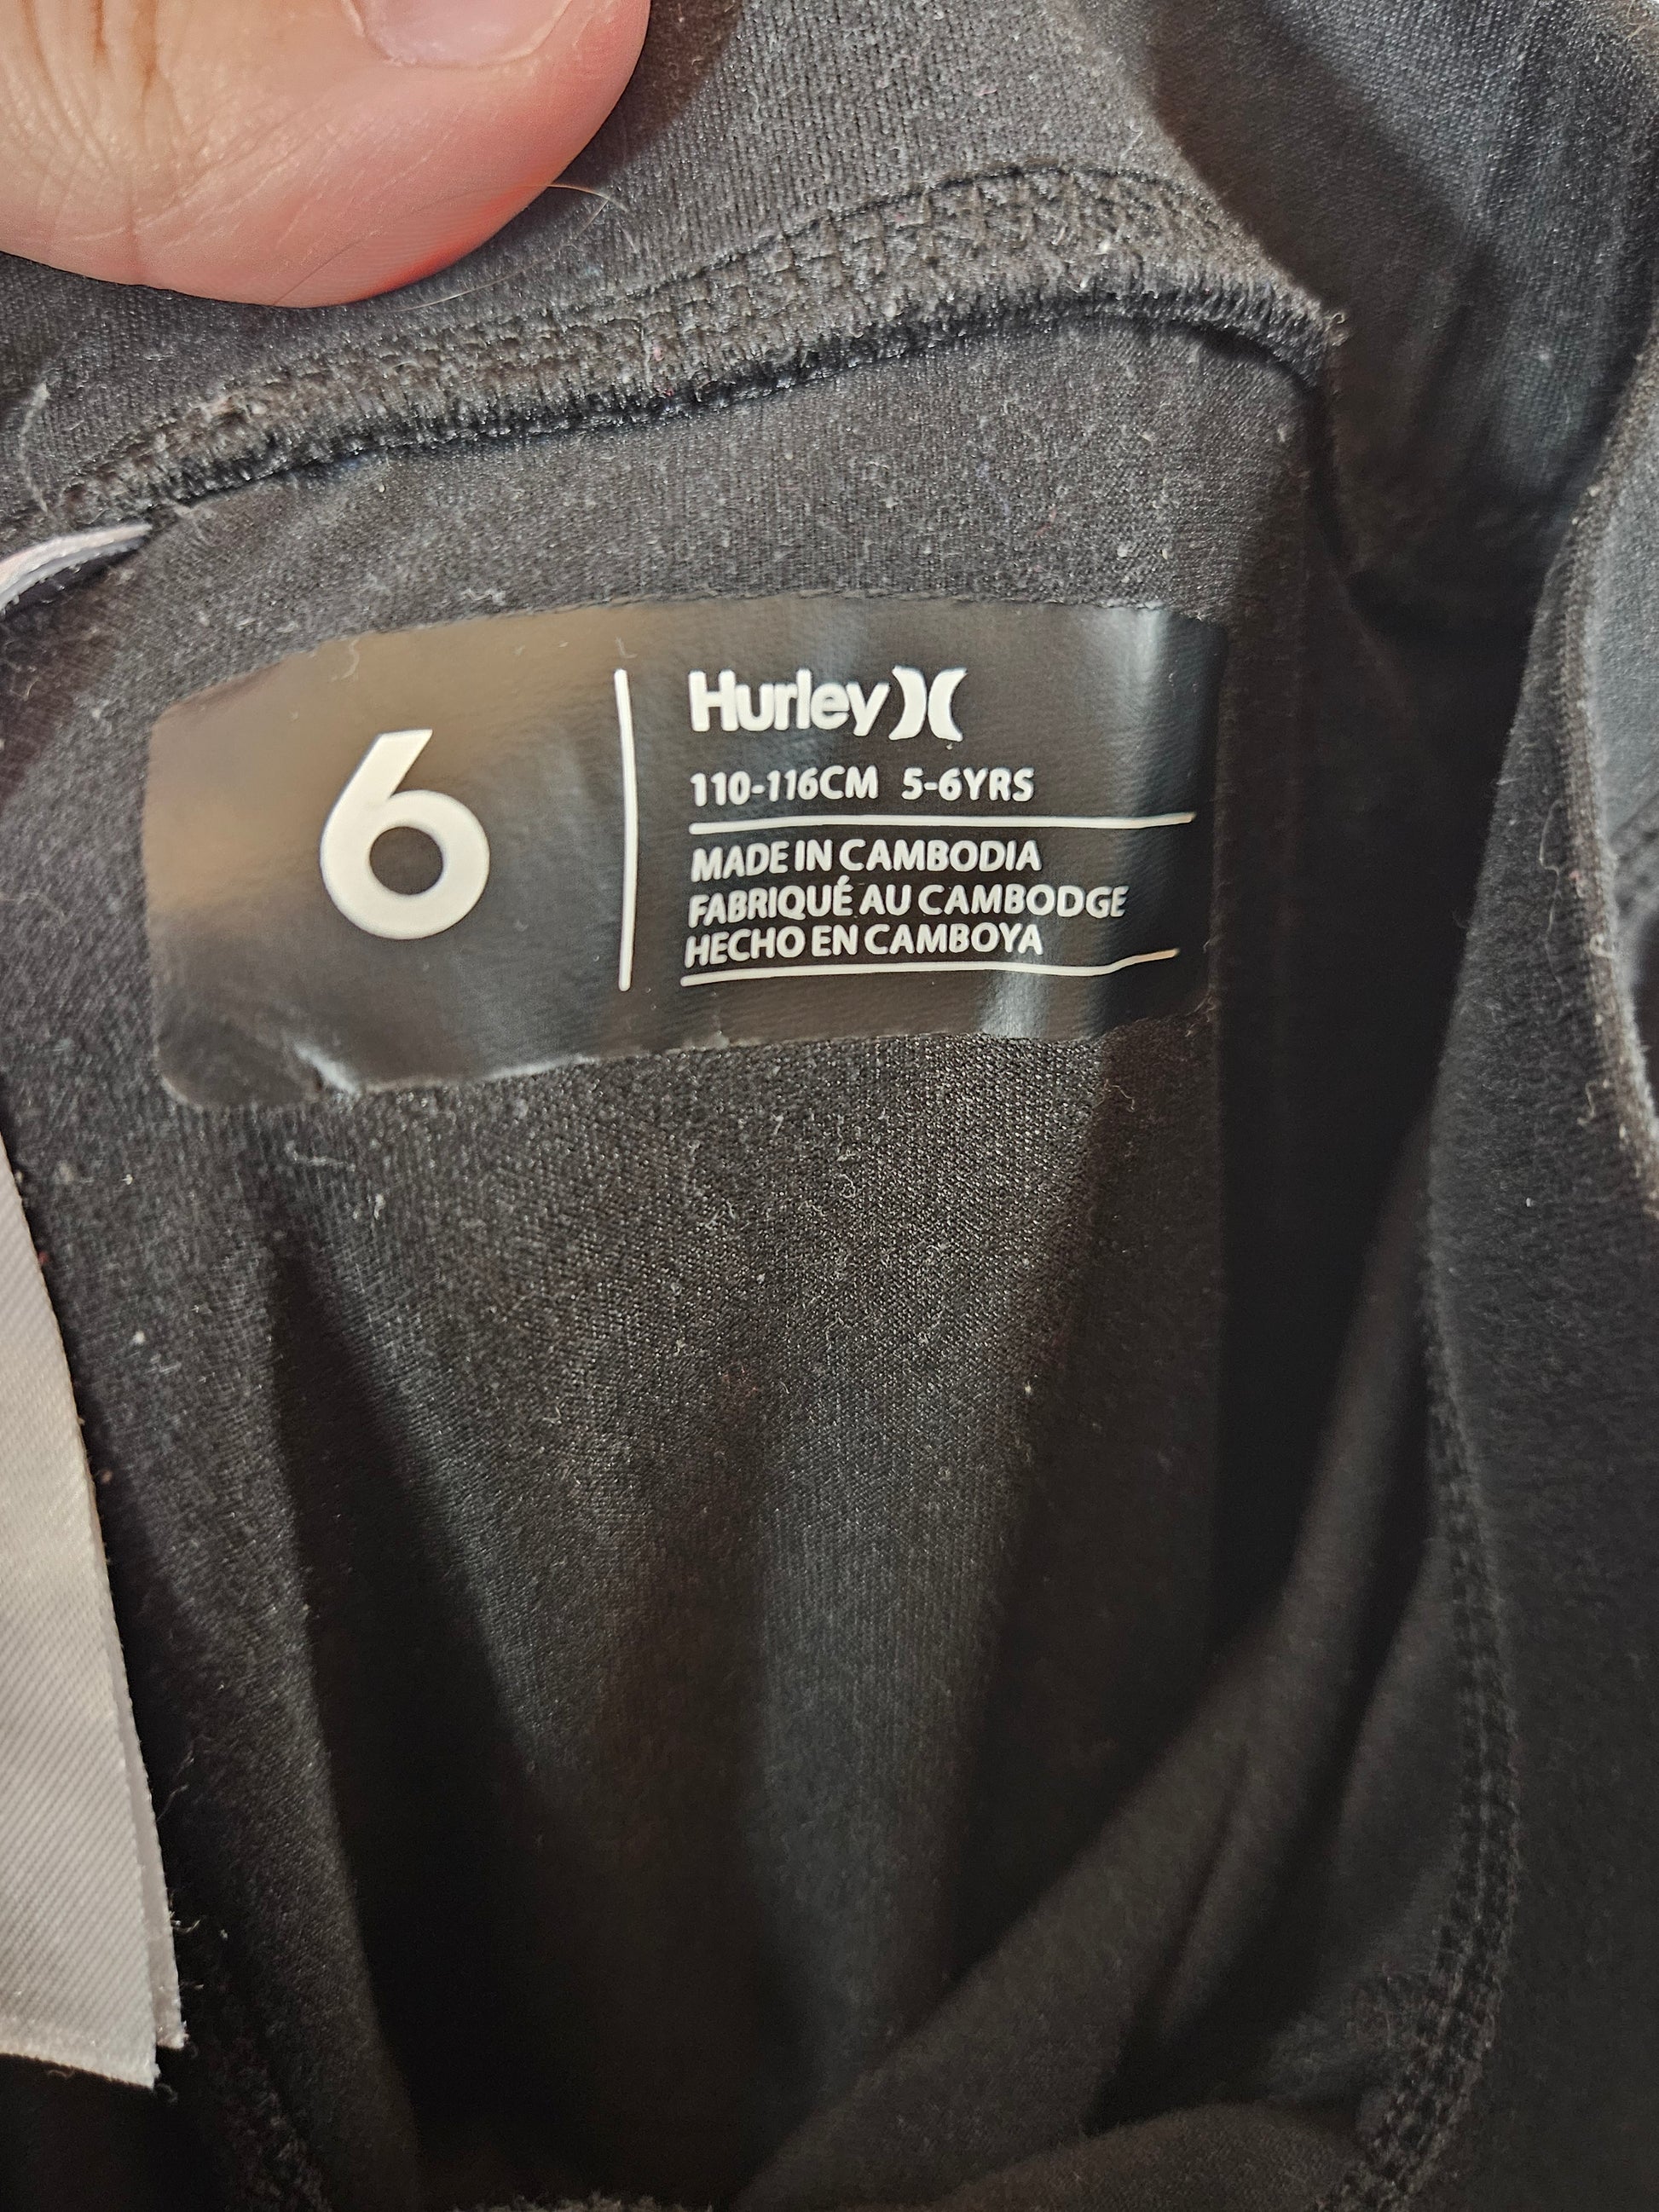 6
Hurley
110-116CM 5-6YRS
MADE IN CAMBODIA
FABRIQUÉ AU CAMBODGE
HECHO EN CAMBOYA